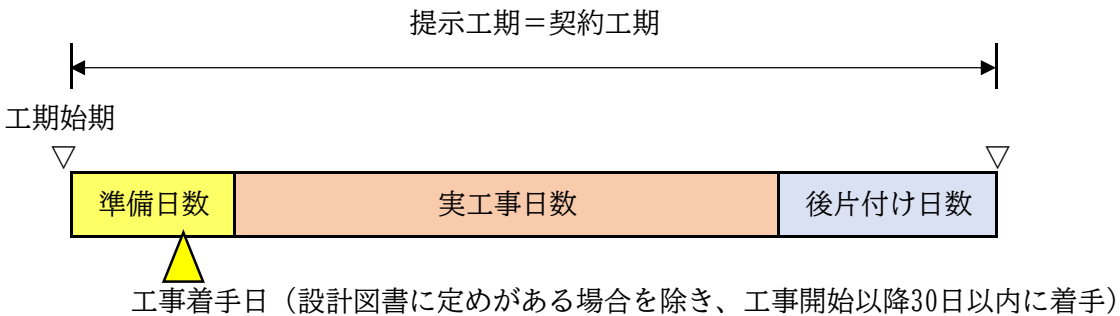 提示工期＝契約工期
工期始期
▽
▽
準備日数
実工事日数
後片付け日数
工事着手日（設計図書に定めがある場合を除き、工事開始以降30日以内に着手）